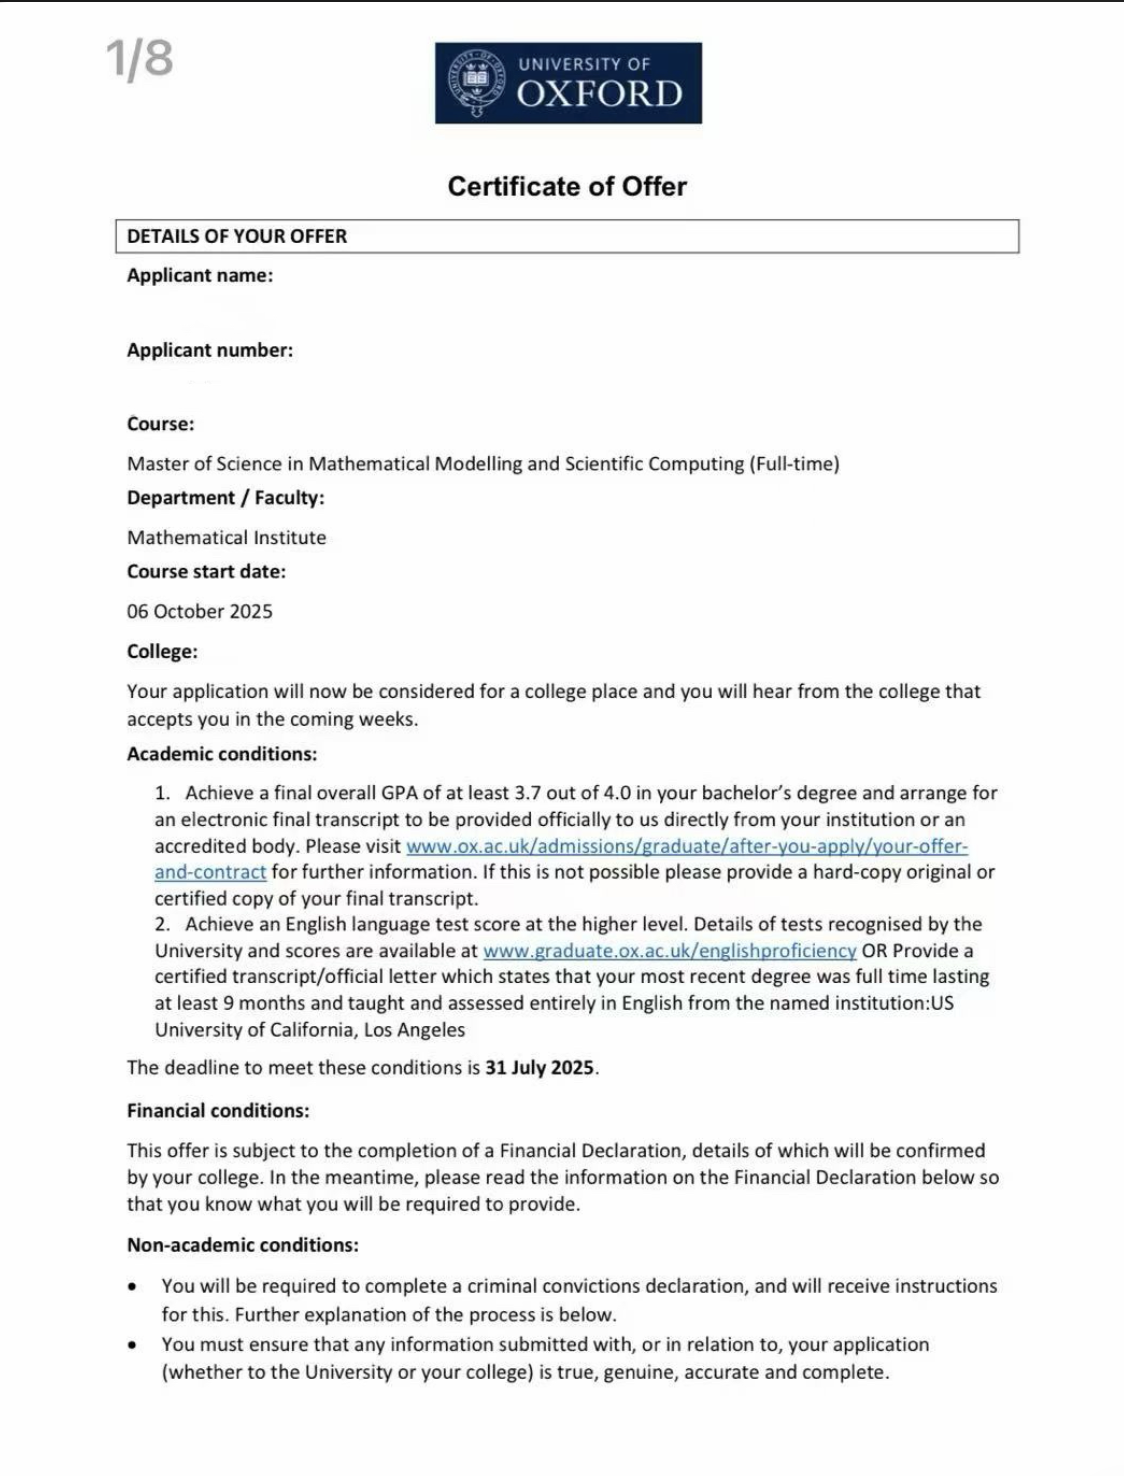 1/8
UNIVERSITY OF
OXFORD
Certificate of Offer
DETAILS OF YOUR OFFER
Applicant name:
Applicant number:
Course:
Master of Science in Mathematical Modelling and Scientific Computing (Full-time)
Department / Faculty:
Mathematical Institute
Course start date:
06 October 2025
College:
Your application will now be considered for a college place and you will hear from the college that
accepts you in the coming weeks.
Academic conditions:
1. Achieve a final overall GPA of at least 3.7 out of 4.0 in your bachelor’s degree and arrange for
an electronic final transcript to be provided officially to us directly from your institution or an
accredited body. Please visit www.ox.ac.uk/admissions/graduate/after-you-apply/your-offer-
and-contract for further information. If this is not possible please provide a hard-copy original or
certified copy of your final transcript.
2. Achieve an English language test score at the higher level. Details of tests recognised by the
University and scores are available at www.graduate.ox.ac.uk/englishproficiency OR Provide a
certified transcript/official letter which states that your most recent degree was full time lasting
at least 9 months and taught and assessed entirely in English from the named institution:US
University of California, Los Angeles
The deadline to meet these conditions is 31 July 2025.
Financial conditions:
This offer is subject to the completion of a Financial Declaration, details of which will be confirmed
by your college. In the meantime, please read the information on the Financial Declaration below so
that you know what you will be required to provide.
Non-academic conditions:
• You will be required to complete a criminal convictions declaration, and will receive instructions
for this. Further explanation of the process is below.
• You must ensure that any information submitted with, or in relation to, your application
(whether to the University or your college) is true, genuine, accurate and complete.